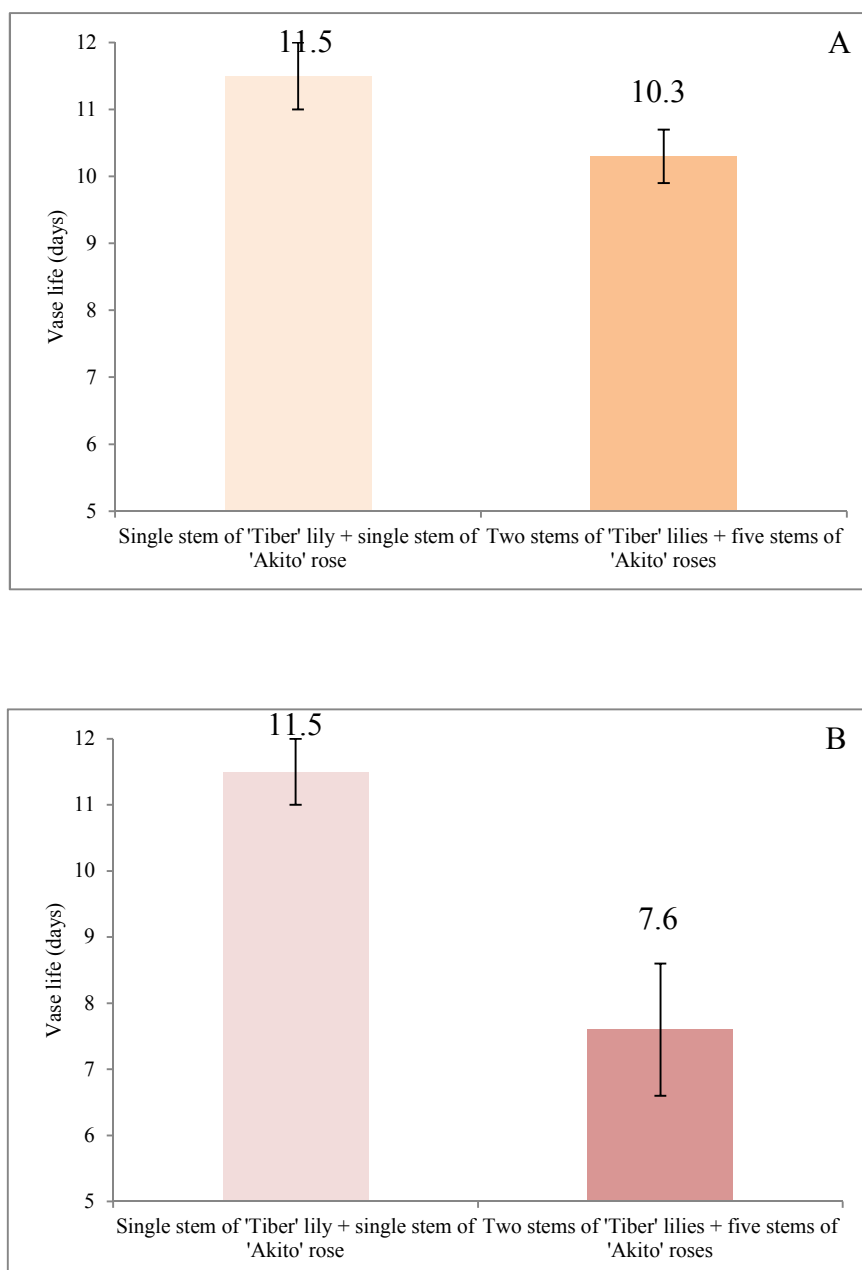 A
12
11
10
9
8
7
6
5
Vase life (days)
11.5
10.3
Single stem of 'Tiber' lily + single stem of
'Akito' rose
Two stems of 'Tiber' lilies + five stems of
'Akito' roses
B
12
11
10
9
8
7
6
5
Vase life (days)
11.5
7.6
Single stem of 'Tiber' lily + single stem of
'Akito' rose
Two stems of 'Tiber' lilies + five stems of
'Akito' roses